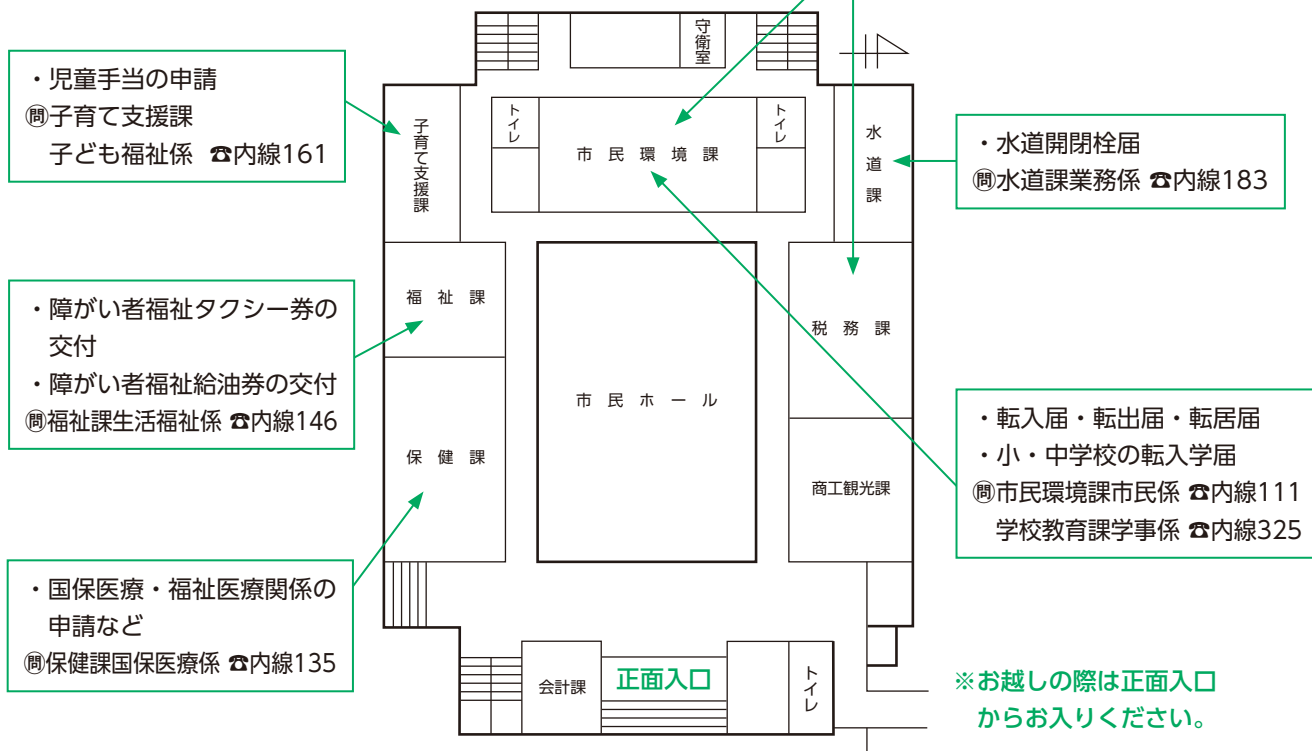 守衛室
・児童手当の申請
㉄子育て支援課
子ども福祉係 ☎内線161
子育て支援課
トイレ
市民環境課
トイレ
水道課
・水道開閉栓届
㉄水道課業務係 ☎内線183
・障がい者福祉タクシー券の
交付
・障がい者福祉給油券の交付
㉄福祉課生活福祉係 ☎内線146
福祉課
税務課
市民ホール
保健課
商工観光課
・転入届・転出届・転居届
・小・中学校の転入学届
㉄市民環境課市民係 ☎内線111
学校教育課学事係 ☎内線325
・国保医療・福祉医療関係の
申請など
㉄保健課国保医療係 ☎内線135
会計課
正面入口
トイレ
※お越しの際は正面入口
からお入りください。